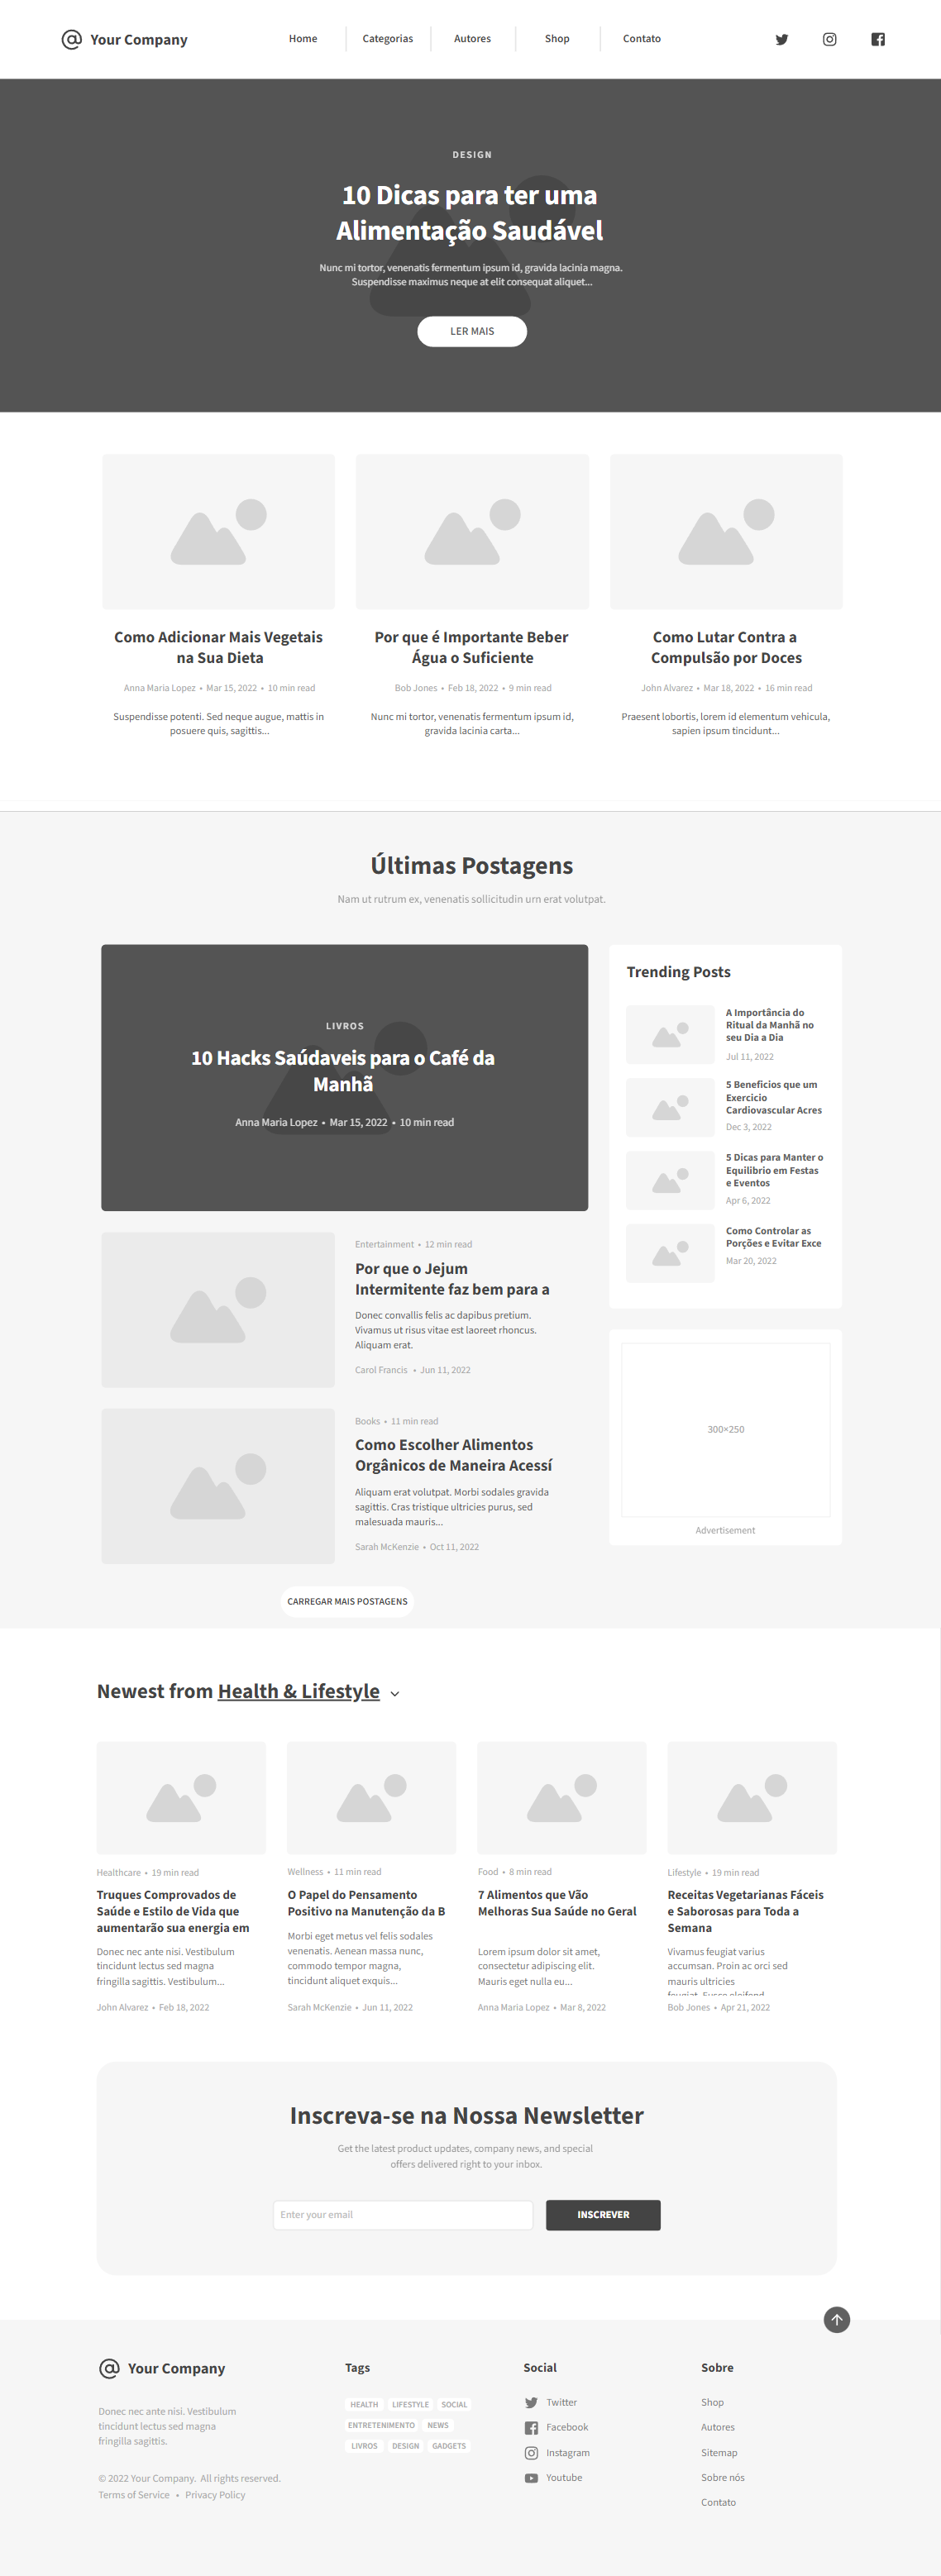 @ Your Company
Home
Categorias
Autores
Shop
Contato
DESIGN
10 Dicas para ter uma
Alimentação Saudável
Nunc mi tortor, venenatis fermentum ipsum id, gravida lacinia magna.
Suspendisse maximus neque at elit consequat aliquet...
LER MAIS
Como Adicionar Mais Vegetais
na Sua Dieta
Anna Maria Lopez • Mar 15, 2022 • 10 min read
Suspendisse potenti. Sed neque augue, mattis in
posuere quis, sagittis...
Por que é Importante Beber
Água o Suficiente
Bob Jones • Feb 18, 2022 • 9 min read
Nunc mi tortor, venenatis fermentum ipsum id,
gravida lacinia carta...
Como Lutar Contra a
Compulsão por Doces
John Alvarez • Mar 18, 2022 • 16 min read
Praesent lobortis, lorem id elementum vehicula,
sapien ipsum tincidunt...
Últimas Postagens
Nam ut rutrum ex, venenatis sollicitudin urn erat volutpat.
LIVROS
10 Hacks Saúdaveis para o Café da
Manhã
Anna Maria Lopez • Mar 15, 2022 • 10 min read
Entertainment • 12 min read
Por que o Jejum
Intermitente faz bem para a
Donec convallis felis ac dapibus pretium.
Vivamus ut risus vitae est laoreet rhoncus.
Aliquam erat.
Carol Francis • Jun 11, 2022
Books • 11 min read
Como Escolher Alimentos
Orgânicos de Maneira Acessí
Aliquam erat volutpat. Morbi sodales gravida
sagittis. Cras tristique ultricies purus, sed
malesuada mauris...
Sarah McKenzie • Oct 11, 2022
CARREGAR MAIS POSTAGENS
Trending Posts
A Importância do
Ritual da Manhã no
seu Dia a Dia
Jul 11, 2022
5 Beneficios que um
Exercicio
Cardiovascular Acres
Dec 3, 2022
5 Dicas para Manter o
Equilibrio em Festas
e Eventos
Apr 6, 2022
Como Controlar as
Porções e Evitar Exce
Mar 20, 2022
300×250
Advertisement
Newest from Health & Lifestyle
Healthcare • 19 min read
Truques Comprovados de
Saúde e Estilo de Vida que
aumentarão sua energia em
Donec nec ante nisi. Vestibulum
tincidunt lectus sed magna
fringilla sagittis. Vestibulum...
John Alvarez • Feb 18, 2022
Wellness • 11 min read
O Papel do Pensamento
Positivo na Manutenção da B
Morbi eget metus vel felis sodales
venenatis. Aenean massa nunc,
commodo tempor magna,
tincidunt aliquet exquis...
Sarah McKenzie • Jun 11, 2022
Food • 8 min read
7 Alimentos que Vão
Melhoras Sua Saúde no Geral
Lorem ipsum dolor sit amet,
consectetur adipiscing elit.
Mauris eget nulla eu...
Anna Maria Lopez • Mar 8, 2022
Lifestyle • 19 min read
Receitas Vegetarianas Fáceis
e Saborosas para Toda a
Semana
Vivamus feugiat varius
accumsan. Proin ac orci sed
mauris ultricies
Bob Jones • Apr 21, 2022
Inscreva-se na Nossa Newsletter
Get the latest product updates, company news, and special
offers delivered right to your inbox.
Enter your email
INSCREVER
@ Your Company
Donec nec ante nisi. Vestibulum
tincidunt lectus sed magna
fringilla sagittis.
© 2022 Your Company. All rights reserved.
Terms of Service • Privacy Policy
Tags
HEALTH LIFESTYLE SOCIAL
ENTRETENIMENTO NEWS
LIVROS DESIGN GADGETS
Social
Twitter
Facebook
Instagram
Youtube
Sobre
Shop
Autores
Sitemap
Sobre nós
Contato